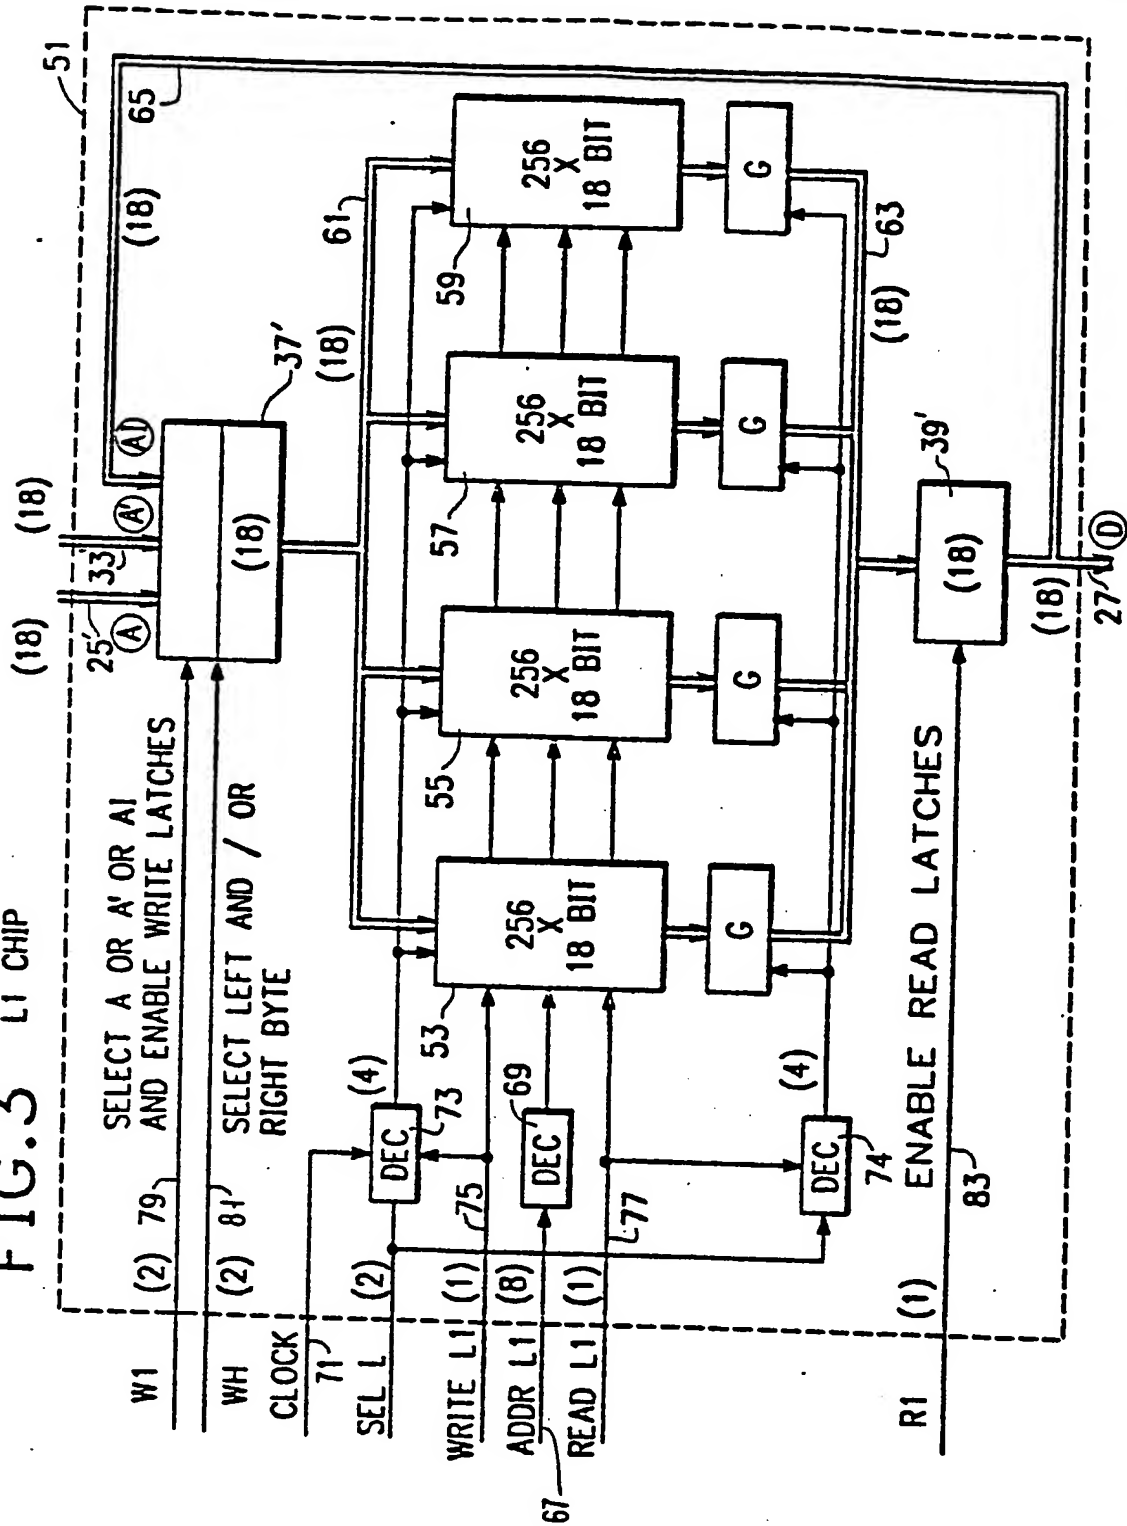 FIG.3 L1 CHIP
51
65
(18)
(18)
(18)
25'
33'
A
A'
A1
37'
(18)
W1
(2) 79
SELECT A OR A' OR A1
AND ENABLE WRITE LATCHES
WH
(2) 81
SELECT LEFT AND / OR
RIGHT BYTE
61
(18)
CLOCK
71
SEL L
(2)
DEC
73
(4)
WRITE L1
(1)
75
ADDR L1
(8)
67
DEC
69
READ L1
(1)
77
53
256
X
18 BIT
55
256
X
18 BIT
57
256
X
18 BIT
59
256
X
18 BIT
G
G
G
G
DEC
74
(4)
63
(18)
R1
(1)
83
ENABLE READ LATCHES
39'
(18)
(18)
27
D